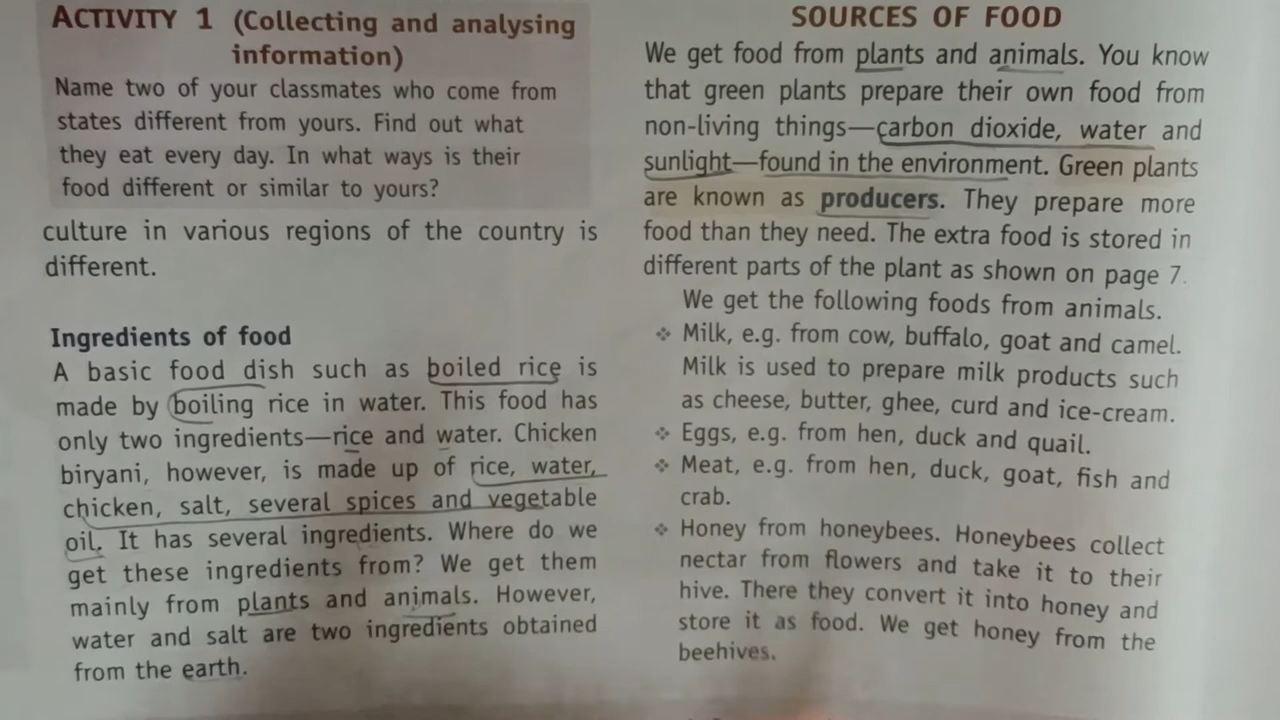 ACTIVITY 1 (Collecting and analysing
information)
Name two of your classmates who come from
states different from yours. Find out what
they eat every day. In what ways is their
food different or similar to yours?
culture in various regions of the country is
different.
Ingredients of food
A basic food dish such as boiled rice is
made by boiling rice in water. This food has
only two ingredients—rice and water. Chicken
biryani, however, is made up of rice, water,
chicken, salt, several spices and vegetable
oil. It has several ingredients. Where do we
get these ingredients from? We get them
mainly from plants and animals. However,
water and salt are two ingredients obtained
from the earth.
SOURCES OF FOOD
We get food from plants and animals. You know
that green plants prepare their own food from
non-living things—carbon dioxide, water and
sunlight—found in the environment. Green plants
are known as producers. They prepare more
food than they need. The extra food is stored in
different parts of the plant as shown on page 7.
We get the following foods from animals.
❖ Milk, e.g. from cow, buffalo, goat and camel.
Milk is used to prepare milk products such
as cheese, butter, ghee, curd and ice-cream.
❖ Eggs, e.g. from hen, duck and quail.
❖ Meat, e.g. from hen, duck, goat, fish and
crab.
❖ Honey from honeybees. Honeybees collect
nectar from flowers and take it to their
hive. There they convert it into honey and
store it as food. We get honey from the
beehives.